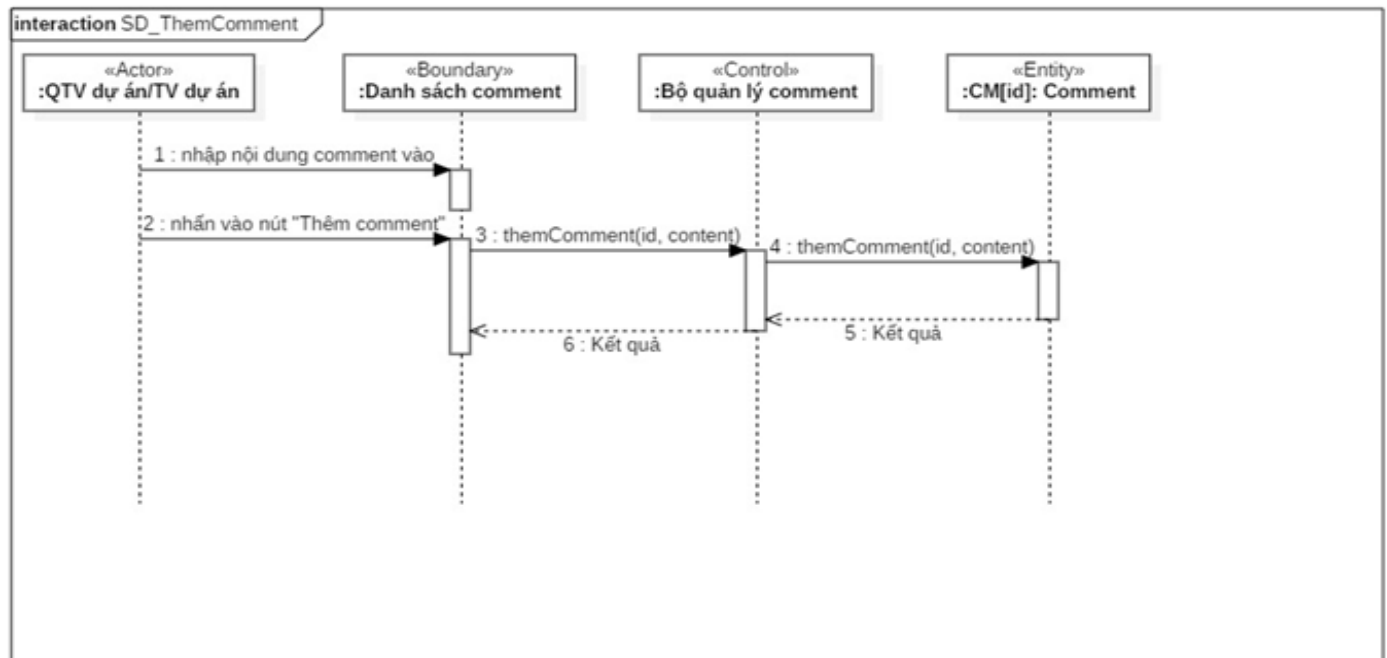 interaction SD_ThemComment
«Actor»
:QTV dự án/TV dự án
«Boundary»
:Danh sách comment
«Control»
:Bộ quản lý comment
«Entity»
:CM[id]: Comment
1 : nhập nội dung comment vào
2 : nhấn vào nút "Thêm comment"
3 : themComment(id, content)
4 : themComment(id, content)
5 : Kết quả
6 : Kết quả